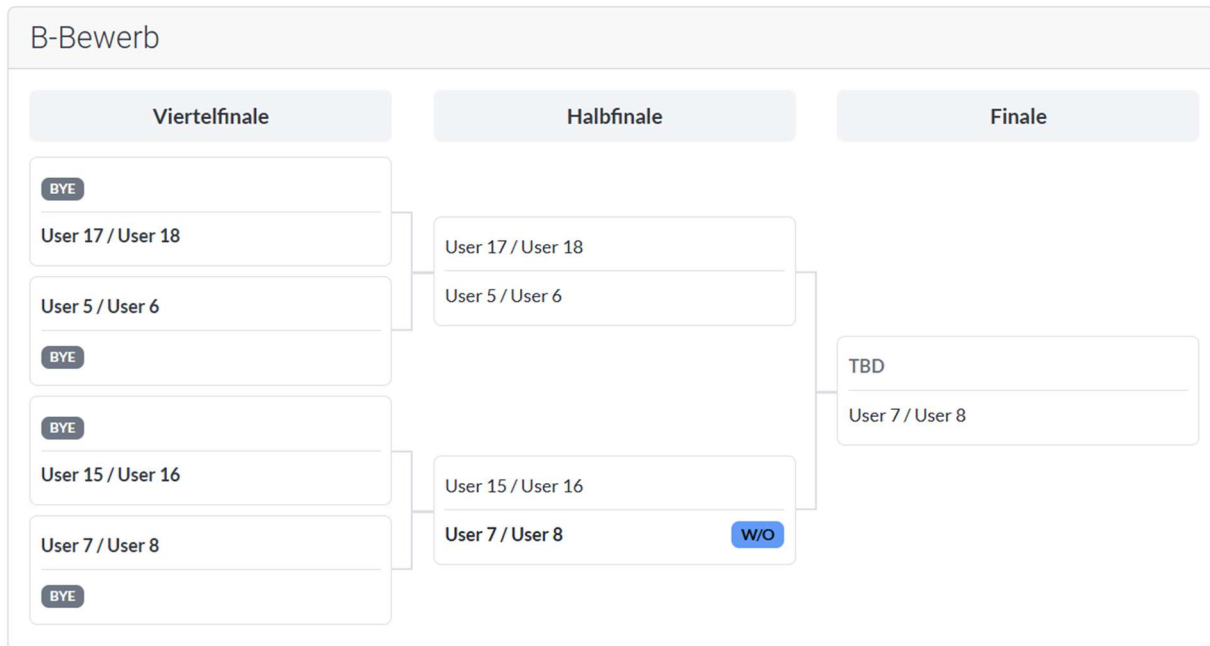 B-Bewerb
Viertelfinale
BYE
User 17 / User 18
User 5 / User 6
BYE
BYE
User 15 / User 16
User 7 / User 8
BYE
Halbfinale
User 17 / User 18
User 5 / User 6
User 15 / User 16
User 7 / User 8 W/O
Finale
TBD
User 7 / User 8